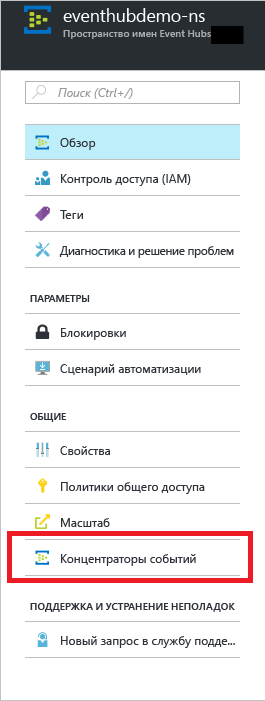 eventhubdemo-ns
Пространство имен Event Hubs
Поиск (Ctrl+/)
Обзор
Контроль доступа (IAM)
Теги
Диагностика и решение проблем
ПАРАМЕТРЫ
Блокировки
Сценарий автоматизации
ОБЩИЕ
Свойства
Политики общего доступа
Масштаб
Концентраторы событий
ПОДДЕРЖКА И УСТРАНЕНИЕ НЕПОЛАДОК
Новый запрос в службу подде...